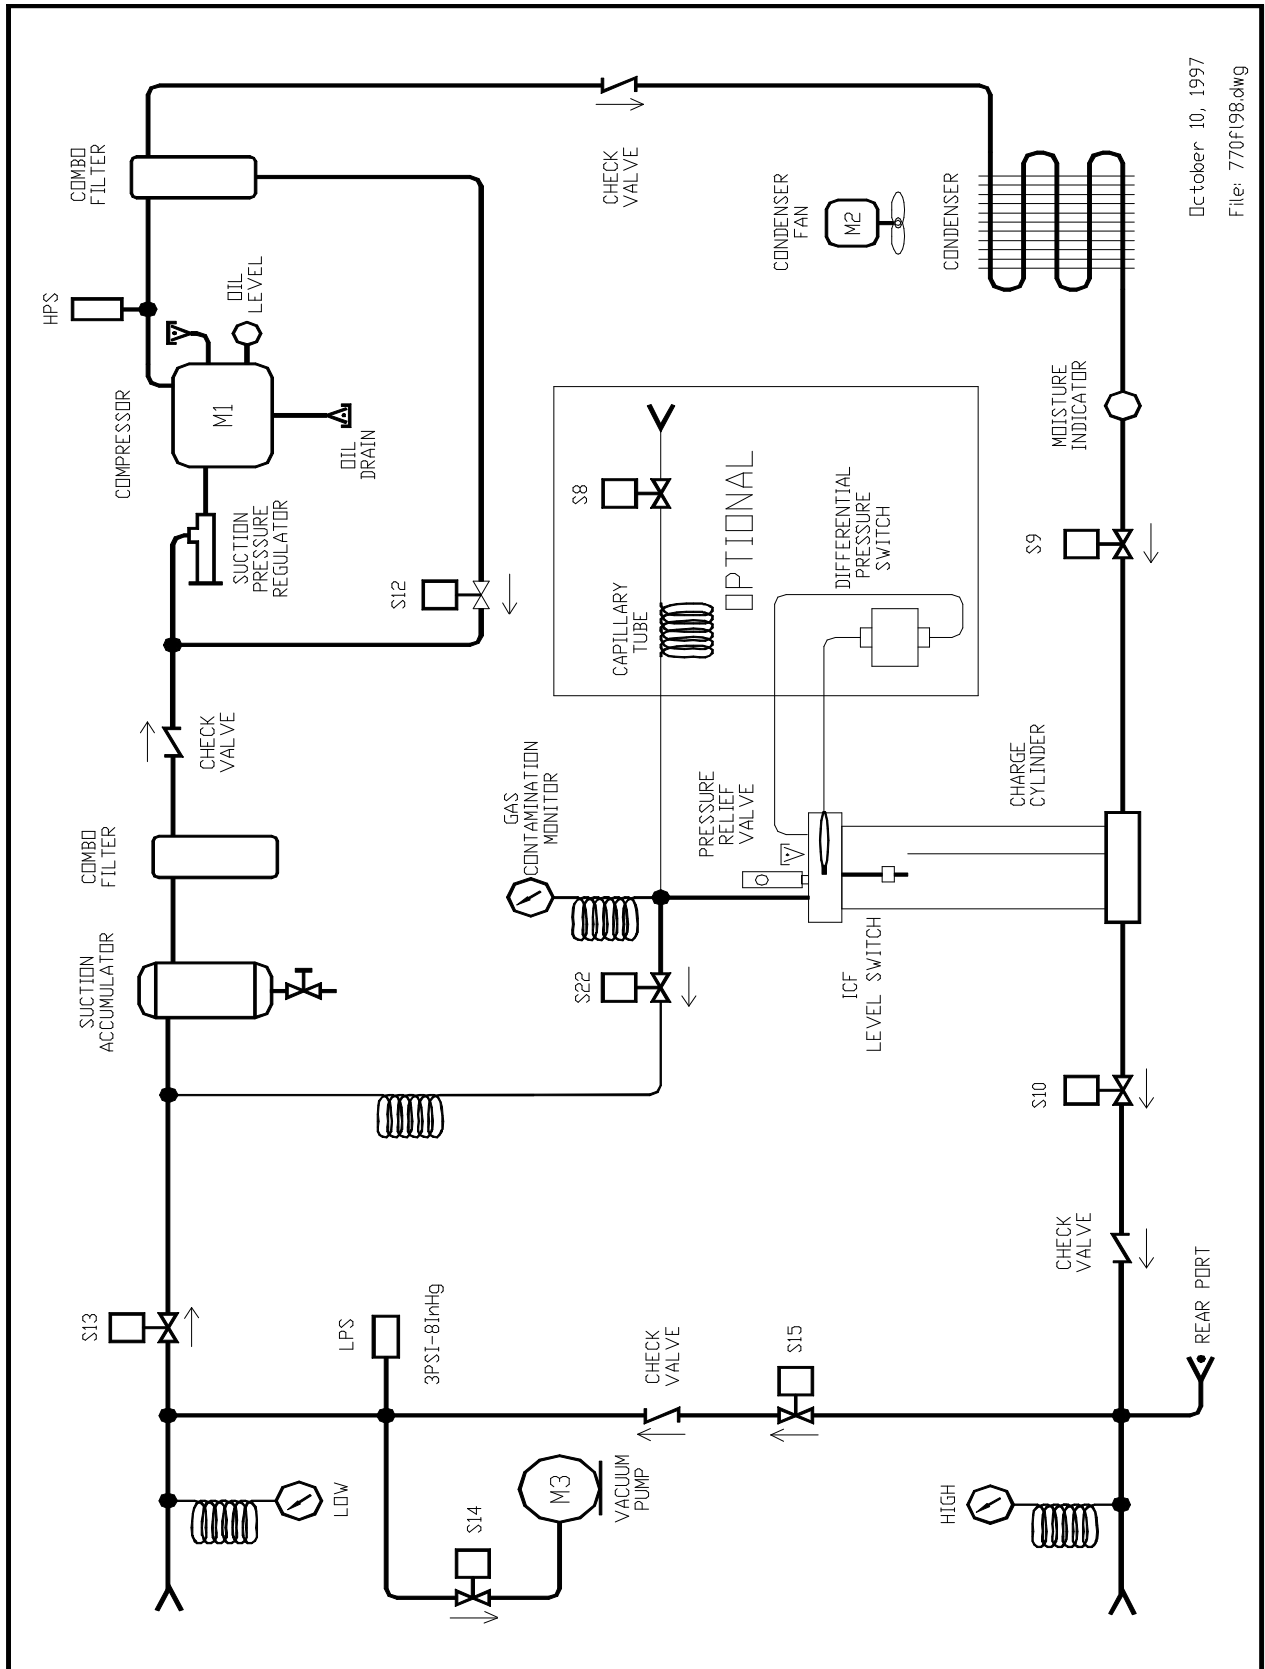 October 10, 1997
File: 770fl98.dwg
COMBO
FILTER
CHECK
VALVE
CONDENSER
FAN
M2
CONDENSER
HPS
OIL
LEVEL
COMPRESSOR
M1
OIL
DRAIN
MOISTURE
INDICATOR
SUCTION
PRESSURE
REGULATOR
S12
S8
OPTIONAL
CAPILLARY
TUBE
DIFFERENTIAL
PRESSURE
SWITCH
S9
CHECK
VALVE
COMBO
FILTER
GAS
CONTAMINATION
MONITOR
PRESSURE
RELIEF
VALVE
CHARGE
CYLINDER
SUCTION
ACCUMULATOR
S22
ICF
LEVEL SWITCH
S10
CHECK
VALVE
S13
LPS
3PSI-8InHg
CHECK
VALVE
S15
REAR PORT
LOW
S14
M3
VACUUM
PUMP
HIGH